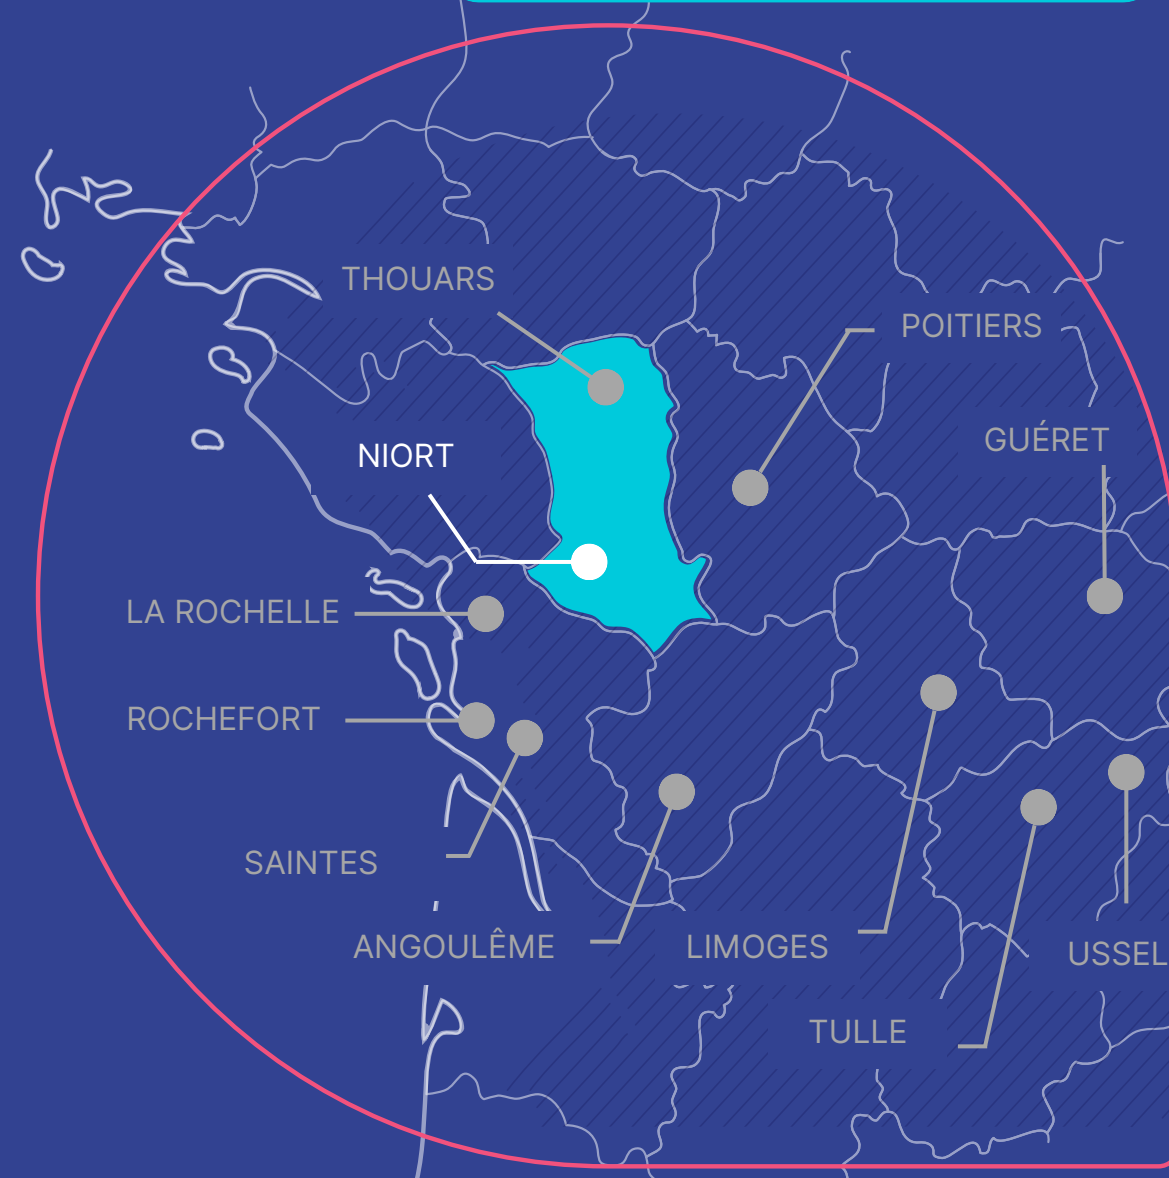 THOUARS
POITIERS
GUÉRET
NIORT
LA ROCHELLE
ROCHEFORT
SAINTES
ANGOULÊME
LIMOGES
USSEL
TULLE